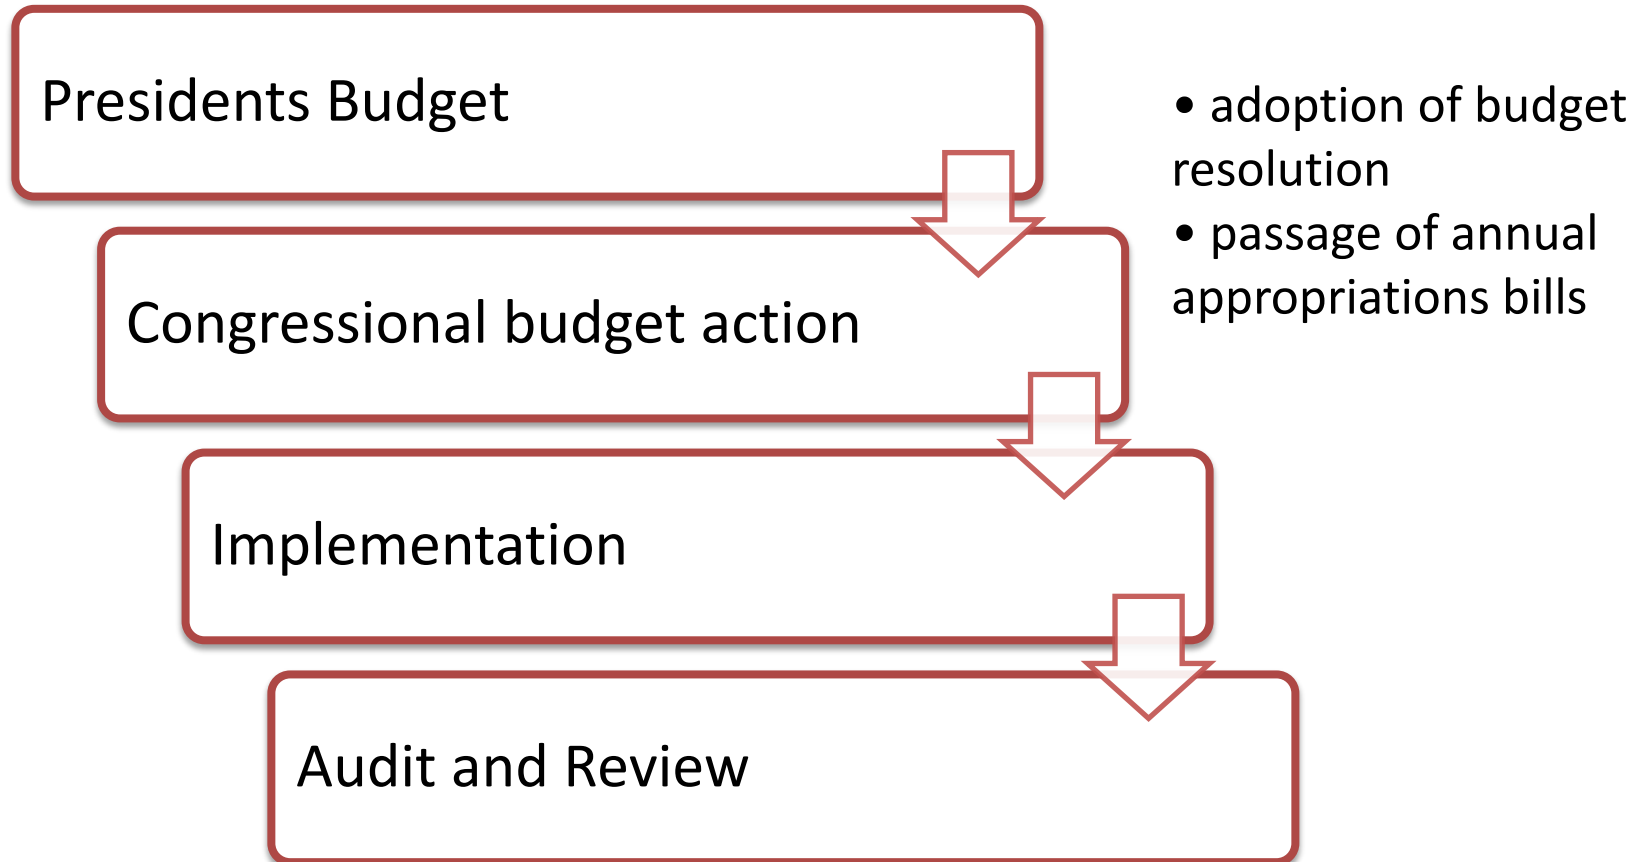 Presidents Budget
• adoption of budget
resolution
• passage of annual
appropriations bills
Congressional budget action
Implementation
Audit and Review